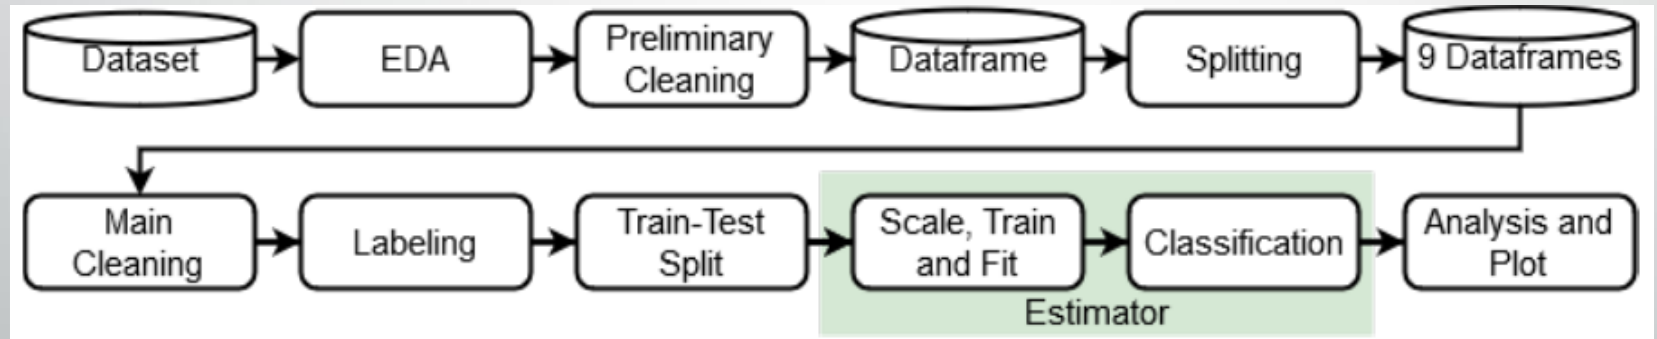 Dataset
EDA
Preliminary
Cleaning
Dataframe
Splitting
9 Dataframes
Main
Cleaning
Labeling
Train-Test
Split
Scale, Train
and Fit
Classification
Analysis and
Plot
Estimator